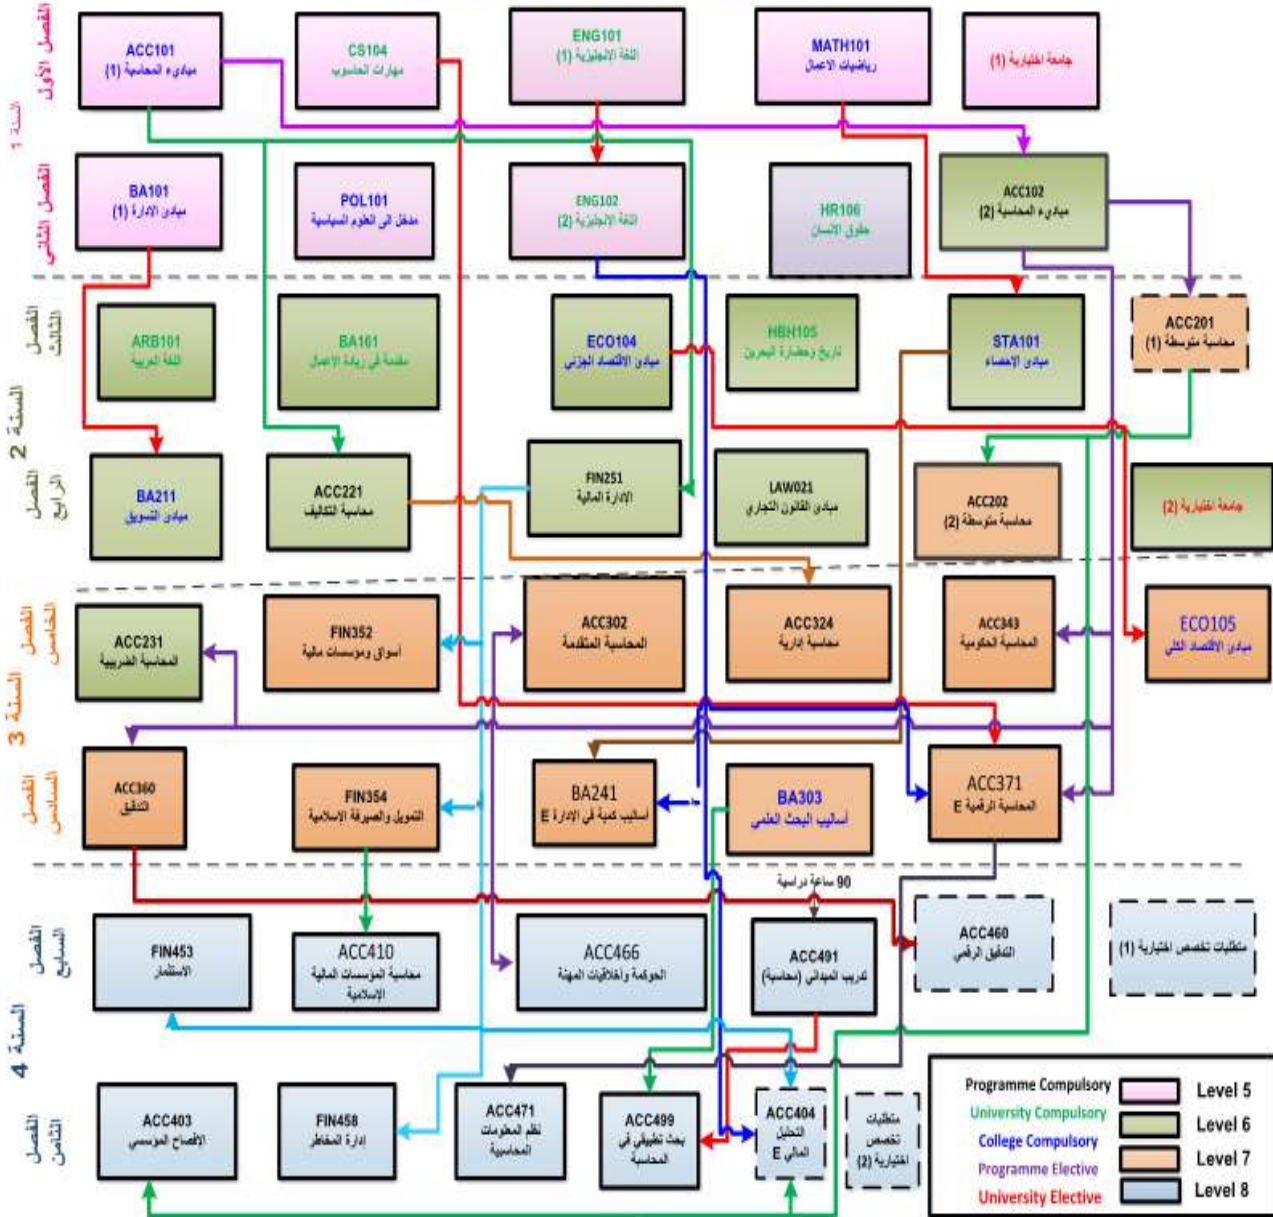 الفصل الأول
السنة 1
ACC101
مبادىء المحاسبة (1)
CS104
مهارات الحاسوب
ENG101
اللغة الإنجليزية (1)
MATH101
رياضيات الاعمال
جامعة اختيارية (1)
الفصل الثاني
BA101
مبادئ الإدارة (1)
POL101
مدخل الى العلوم السياسية
ENG102
اللغة الإنجليزية (2)
HR106
حقوق الانسان
ACC102
مبادىء المحاسبة (2)
الفصل الثالث
السنة 2
ARB101
اللغة العربية
BA161
مقدمة في ريادة الاعمال
ECO104
مبادئ الاقتصاد الجزئي
HBH105
تاريخ وحضارة البحرين
STA101
مبادئ الإحصاء
ACC201
محاسبة متوسطة (1)
الفصل الرابع
BA211
مبادئ التسويق
ACC221
محاسبة التكاليف
FIN251
الإدارة المالية
LAW021
مبادئ القانون التجاري
ACC202
محاسبة متوسطة (2)
جامعة اختيارية (2)
الفصل الخامس
السنة 3
ACC231
المحاسبة الضريبية
FIN352
أسواق ومؤسسات مالية
ACC302
المحاسبة المتقدمة
ACC324
محاسبة إدارية
ACC343
المحاسبة الحكومية
ECO105
مبادئ الاقتصاد الكلي
الفصل السادس
ACC360
التدقيق
FIN354
التمويل والصيرفة الاسلامية
BA241
أساليب كمية في الإدارة E
BA303
أساليب البحث العلمي
ACC371
المحاسبة الرقمية E
90 ساعة دراسية
الفصل السابع
السنة 4
FIN453
الاستثمار
ACC410
محاسبة المؤسسات المالية
الإسلامية
ACC466
الحوكمة وأخلاقيات المهنة
ACC491
تدريب الميداني (محاسبة)
ACC460
التدقيق الرقمي
متطلبات تخصص اختيارية (1)
الفصل الثامن
ACC403
الإفصاح المؤسسي
FIN458
إدارة المخاطر
ACC471
نظم المعلومات
المحاسبية
ACC499
بحث تطبيقي في
المحاسبة
ACC404
التحليل
المالي E
متطلبات
تخصص
اختيارية (2)
Programme Compulsory
University Compulsory
College Compulsory
Programme Elective
University Elective
Level 5
Level 6
Level 7
Level 8